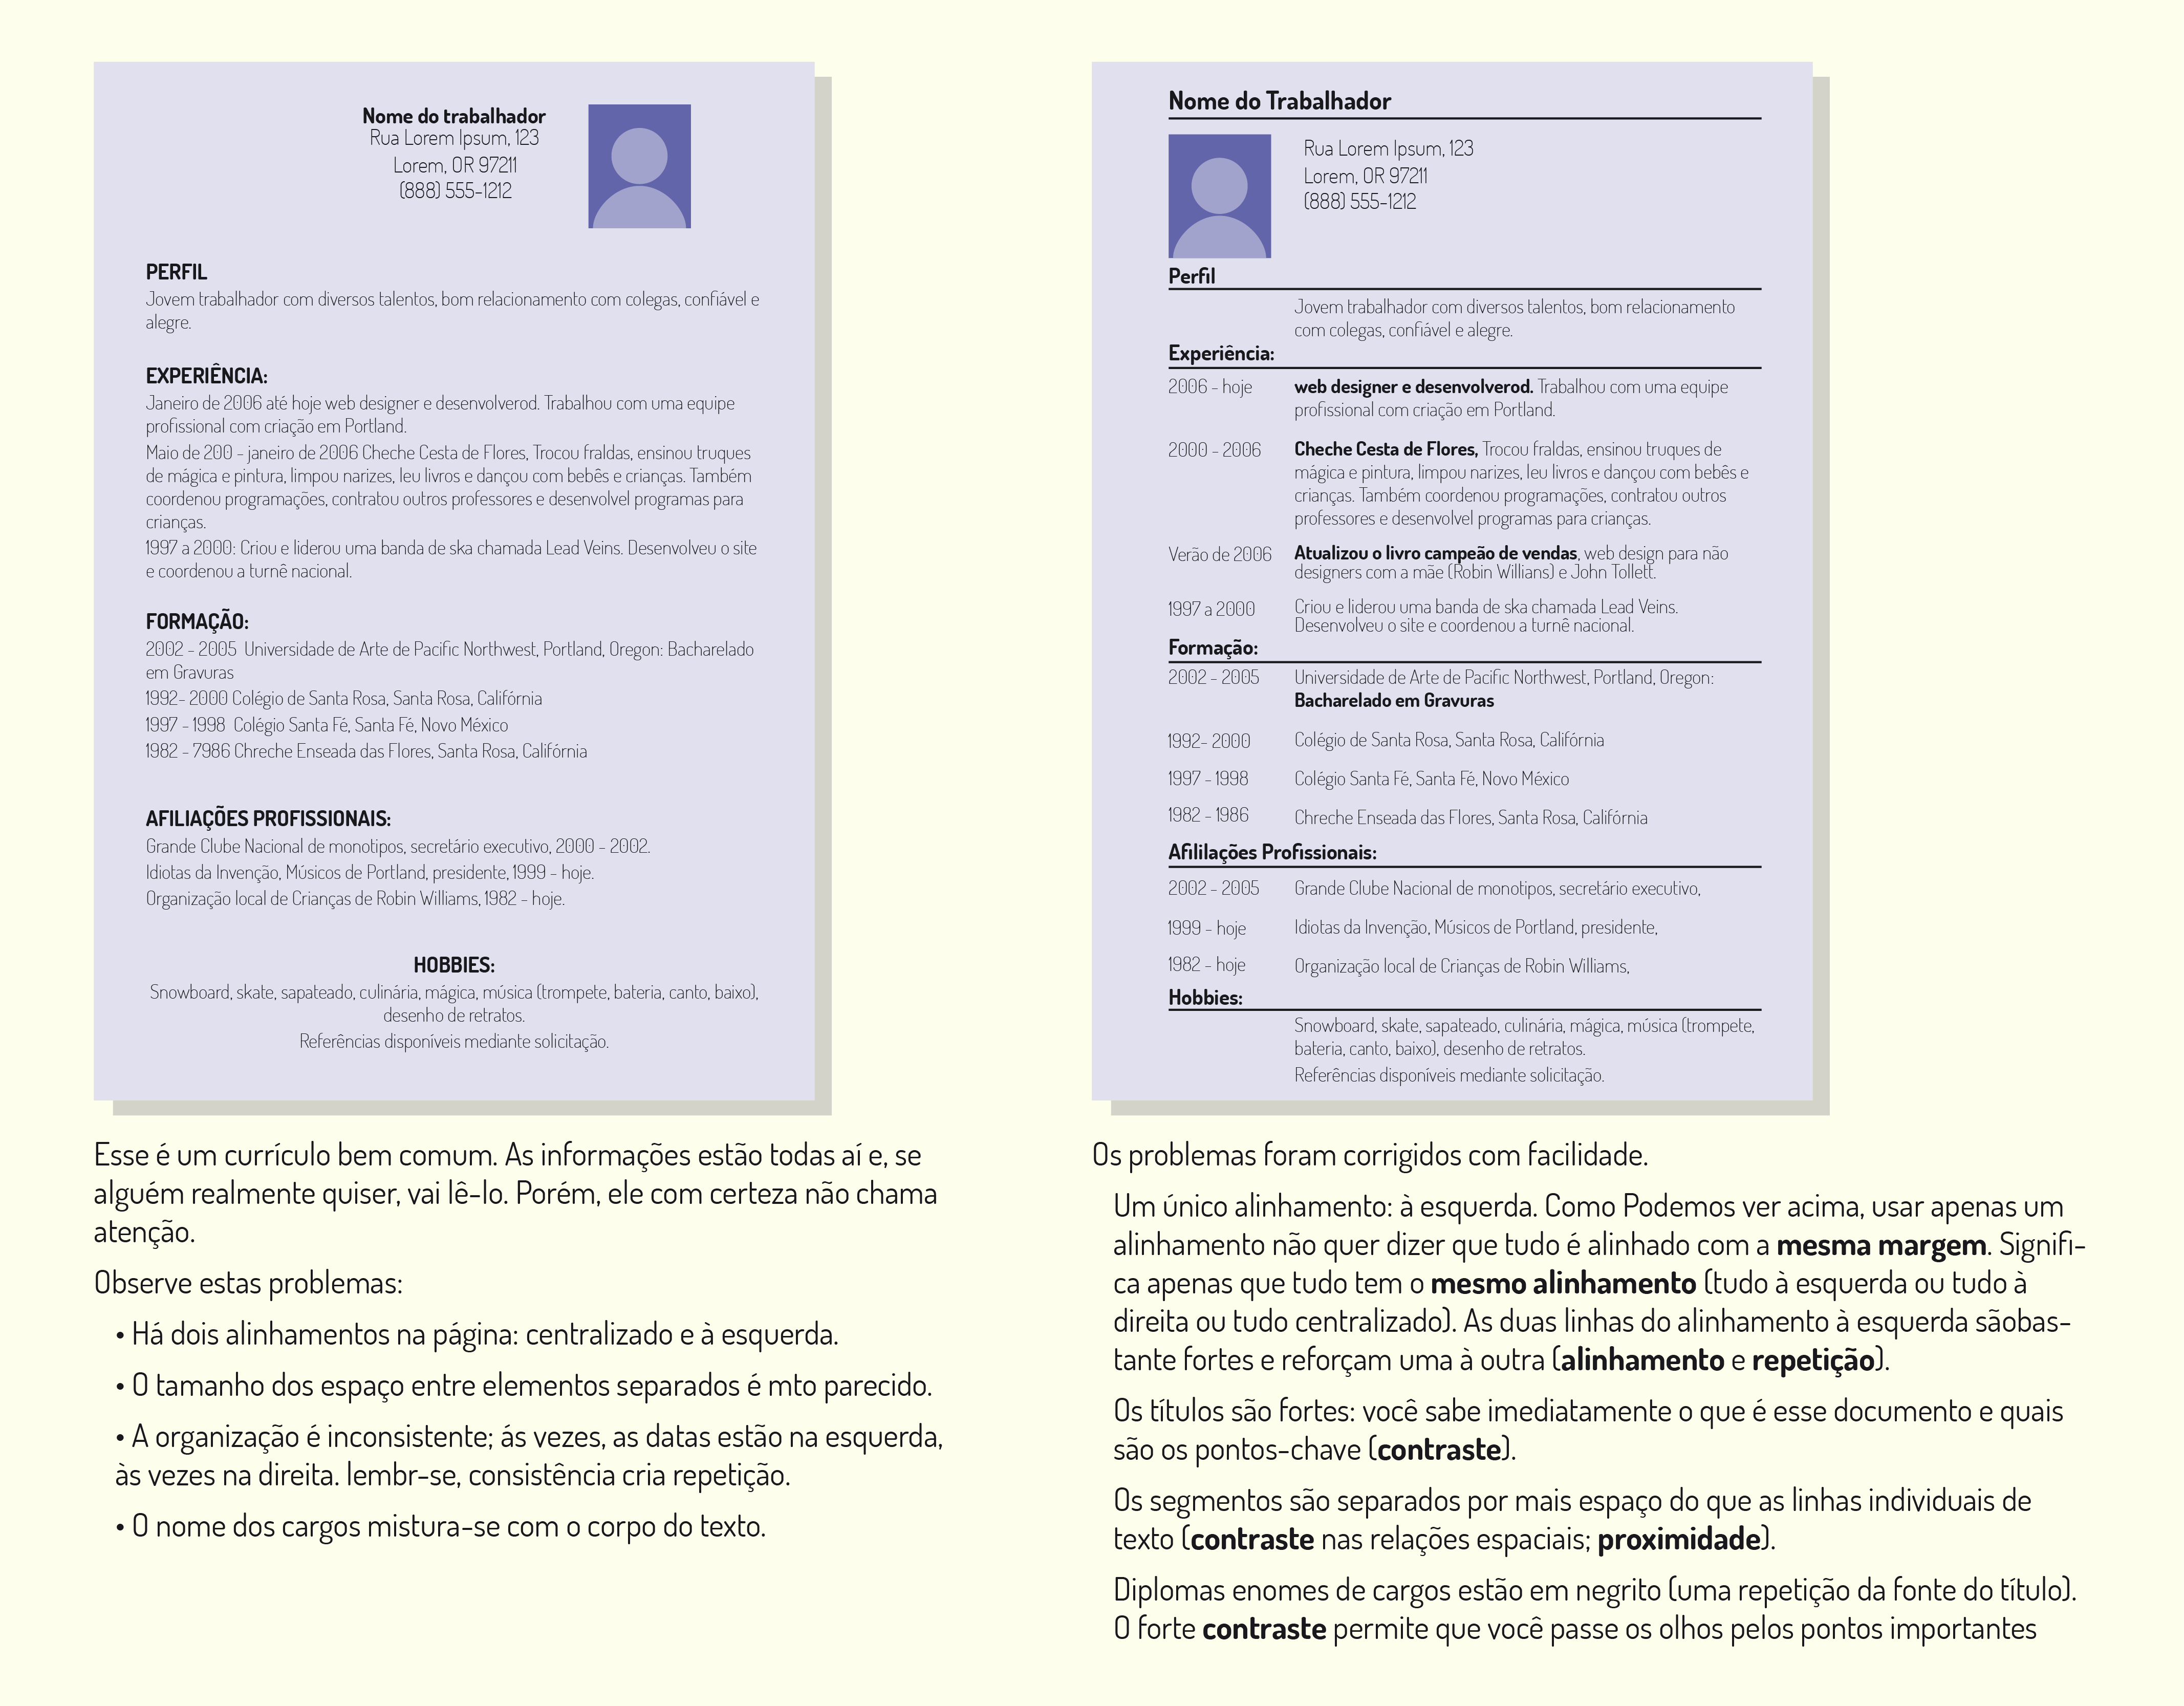 Nome do trabalhador
Rua Lorem Ipsum, 123
Lorem, OR 97211
(888) 555-1212
PERFIL
Jovem trabalhador com diversos talentos, bom relacionamento com colegas, confiável e
alegre.
EXPERIÊNCIA:
Janeiro de 2006 até hoje web designer e desenvolverod. Trabalhou com uma equipe
profissional com criação em Portland.
Maio de 200 - janeiro de 2006 Cheche Cesta de Flores, Trocou fraldas, ensinou truques
de mágica e pintura, limpou narizes, leu livros e dançou com bebês e crianças. Também
coordenou programações, contratou outros professores e desenvolvel programas para
crianças.
1997 a 2000: Criou e liderou uma banda de ska chamada Lead Veins. Desenvolveu o site
e coordenou a turnê nacional.
FORMAÇÃO:
2002 - 2005 Universidade de Arte de Pacific Northwest, Portland, Oregon: Bacharelado
em Gravuras
1992- 2000 Colégio de Santa Rosa, Santa Rosa, Califórnia
1997 - 1998 Colégio Santa Fé, Santa Fé, Novo México
1982 - 7986 Chreche Enseada das Flores, Santa Rosa, Califórnia
AFILIAÇÕES PROFISSIONAIS:
Grande Clube Nacional de monotipos, secretário executivo, 2000 - 2002.
Idiotas da Invenção, Músicos de Portland, presidente, 1999 - hoje.
Organização local de Crianças de Robin Williams, 1982 - hoje.
HOBBIES:
Snowboard, skate, sapateado, culinária, mágica, música (trompete, bateria, canto, baixo),
desenho de retratos.
Referências disponíveis mediante solicitação.
Esse é um currículo bem comum. As informações estão todas aí e, se
alguém realmente quiser, vai lê-lo. Porém, ele com certeza não chama
atenção.
Observe estas problemas:
• Há dois alinhamentos na página: centralizado e à esquerda.
• O tamanho dos espaço entre elementos separados é mto parecido.
• A organização é inconsistente; ás vezes, as datas estão na esquerda,
às vezes na direita. lembr-se, consistência cria repetição.
• O nome dos cargos mistura-se com o corpo do texto.
Nome do Trabalhador
Rua Lorem Ipsum, 123
Lorem, OR 97211
(888) 555-1212
Perfil
Jovem trabalhador com diversos talentos, bom relacionamento
com colegas, confiável e alegre.
Experiência:
2006 - hoje web designer e desenvolverod. Trabalhou com uma equipe
profissional com criação em Portland.
2000 - 2006 Cheche Cesta de Flores, Trocou fraldas, ensinou truques de
mágica e pintura, limpou narizes, leu livros e dançou com bebês e
crianças. Também coordenou programações, contratou outros
professores e desenvolvel programas para crianças.
Verão de 2006 Atualizou o livro campeão de vendas, web design para não
designers com a mãe (Robin Willians) e John Tollett.
1997 a 2000 Criou e liderou uma banda de ska chamada Lead Veins.
Desenvolveu o site e coordenou a turnê nacional.
Formação:
2002 - 2005 Universidade de Arte de Pacific Northwest, Portland, Oregon:
Bacharelado em Gravuras
1992- 2000 Colégio de Santa Rosa, Santa Rosa, Califórnia
1997 - 1998 Colégio Santa Fé, Santa Fé, Novo México
1982 - 1986 Chreche Enseada das Flores, Santa Rosa, Califórnia
Afililações Profissionais:
2002 - 2005 Grande Clube Nacional de monotipos, secretário executivo,
1999 - hoje Idiotas da Invenção, Músicos de Portland, presidente,
1982 - hoje Organização local de Crianças de Robin Williams,
Hobbies:
Snowboard, skate, sapateado, culinária, mágica, música (trompete,
bateria, canto, baixo), desenho de retratos.
Referências disponíveis mediante solicitação.
Os problemas foram corrigidos com facilidade.
Um único alinhamento: à esquerda. Como Podemos ver acima, usar apenas um
alinhamento não quer dizer que tudo é alinhado com a mesma margem. Signifi-
ca apenas que tudo tem o mesmo alinhamento (tudo à esquerda ou tudo à
direita ou tudo centralizado). As duas linhas do alinhamento à esquerda sãobas-
tante fortes e reforçam uma à outra (alinhamento e repetição).
Os títulos são fortes: você sabe imediatamente o que é esse documento e quais
são os pontos-chave (contraste).
Os segmentos são separados por mais espaço do que as linhas individuais de
texto (contraste nas relações espaciais; proximidade).
Diplomas enomes de cargos estão em negrito (uma repetição da fonte do título).
O forte contraste permite que você passe os olhos pelos pontos importantes